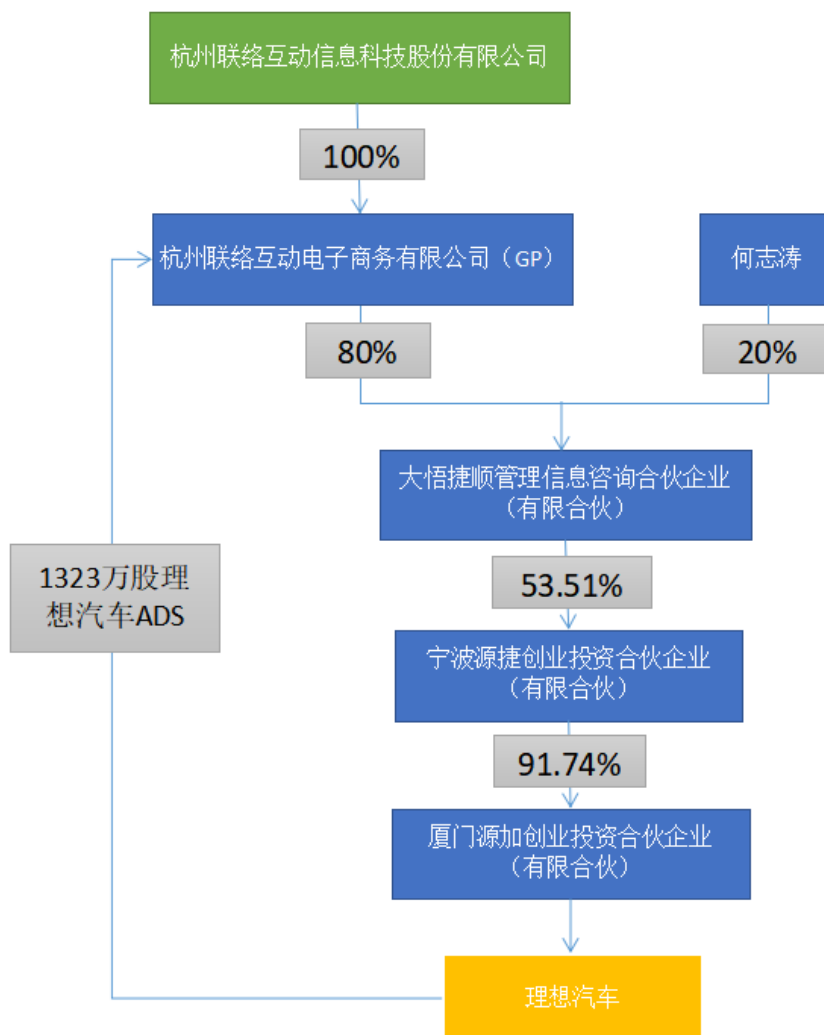 杭州联络互动信息科技股份有限公司
100%
杭州联络互动电子商务有限公司（GP）
何志涛
80%
20%
大悟捷顺管理信息咨询合伙企业
（有限合伙）
1323万股理
想汽车ADS
53.51%
宁波源捷创业投资合伙企业
（有限合伙）
91.74%
厦门源加创业投资合伙企业
（有限合伙）
理想汽车